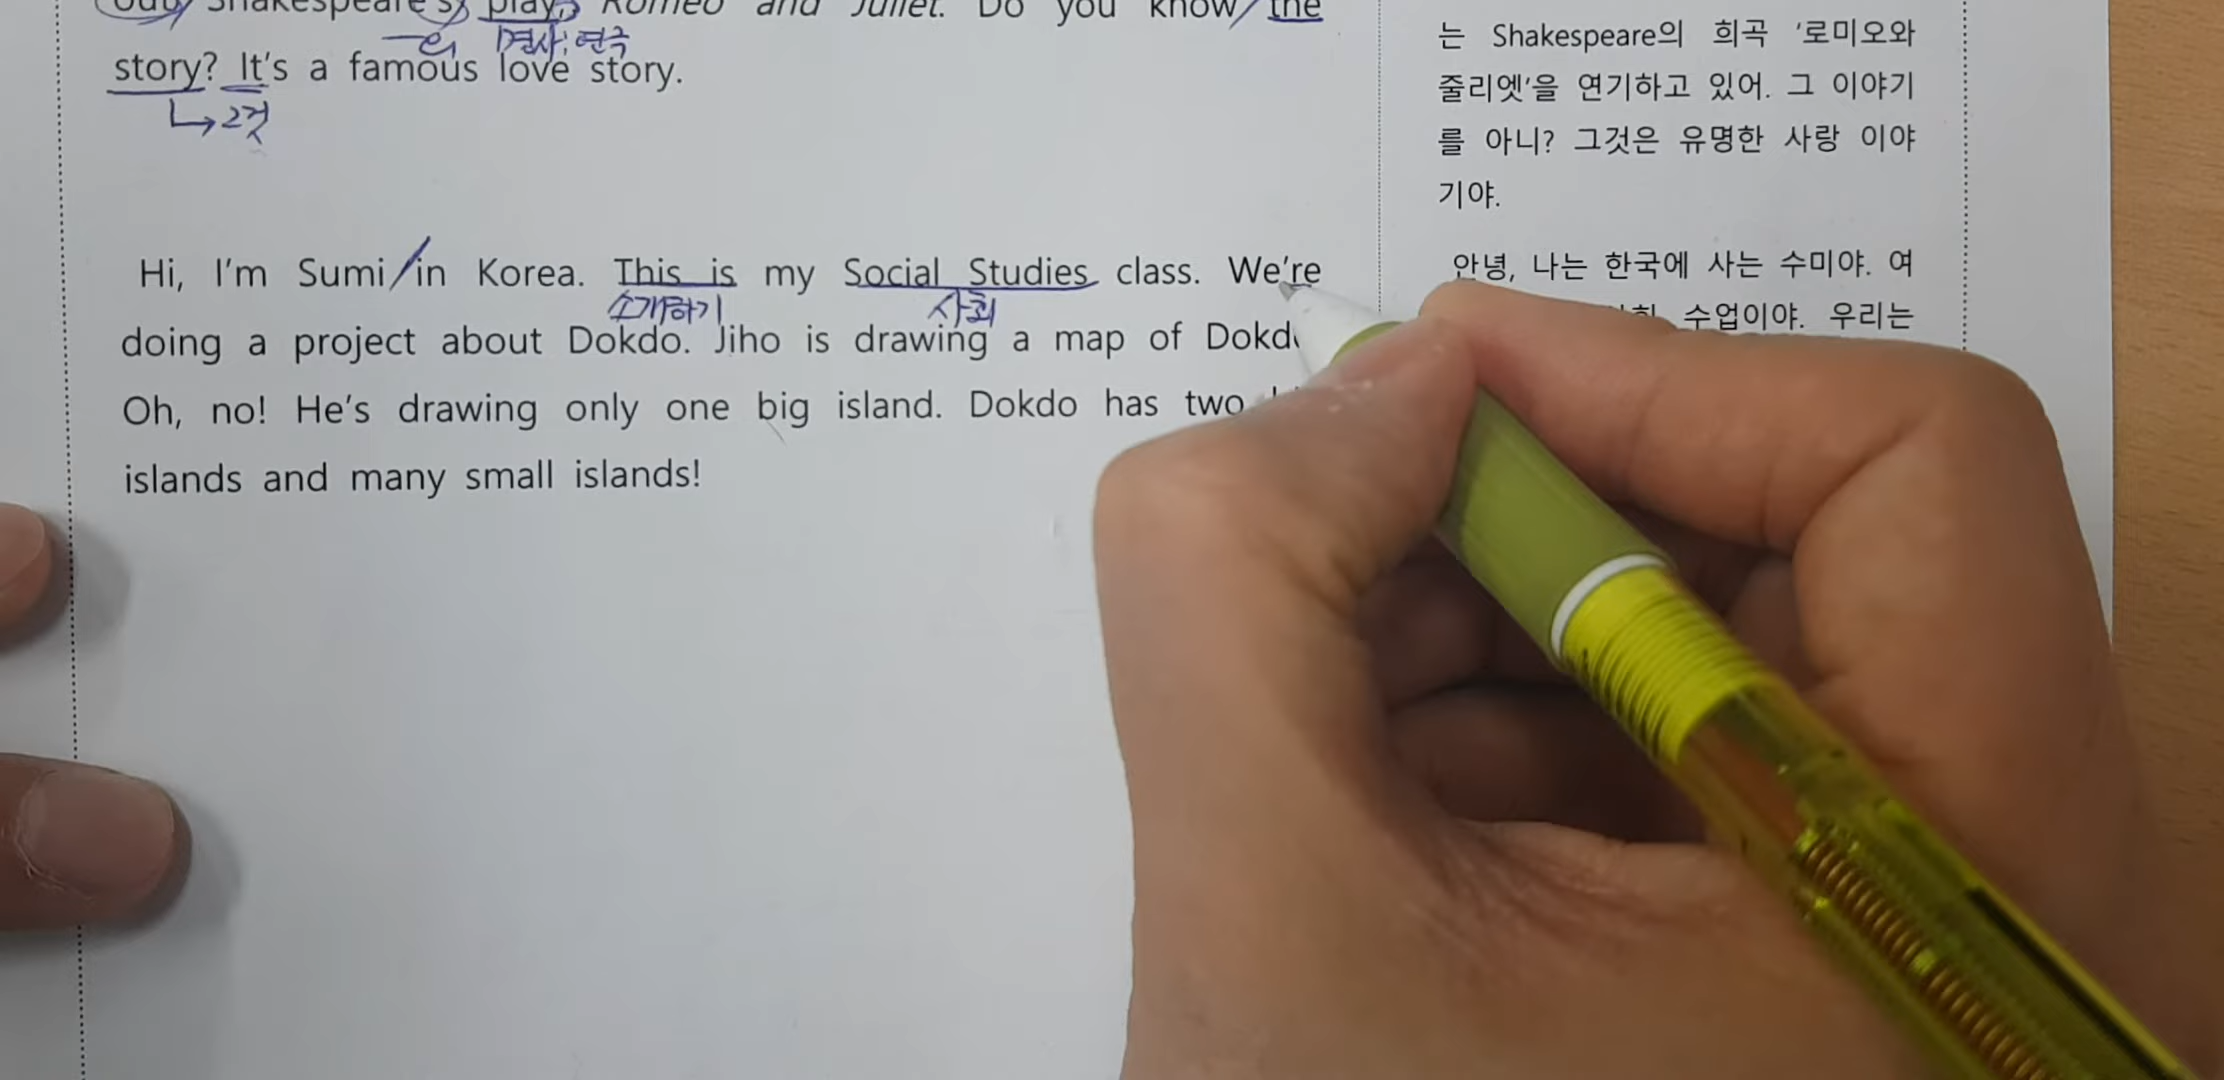 Shakespeare's play, Romeo and Juliet. Do you know the
의 명사; 연극
story? It's a famous love story.
그것
Hi, I'm Sumi in Korea. This is my Social Studies class. We're
소개하기 사회
doing a project about Dokdo. Jiho is drawing a map of
Oh, no! He's drawing only one big island. Dokdo has two
islands and many small islands!
는 Shakespeare의 희곡 '로미오와
줄리엣'을 연기하고 있어. 그 이야기
를 아니? 그것은 유명한 사랑 이야
기야.
안녕, 나는 한국에 사는 수미야. 여
수업이야. 우리는